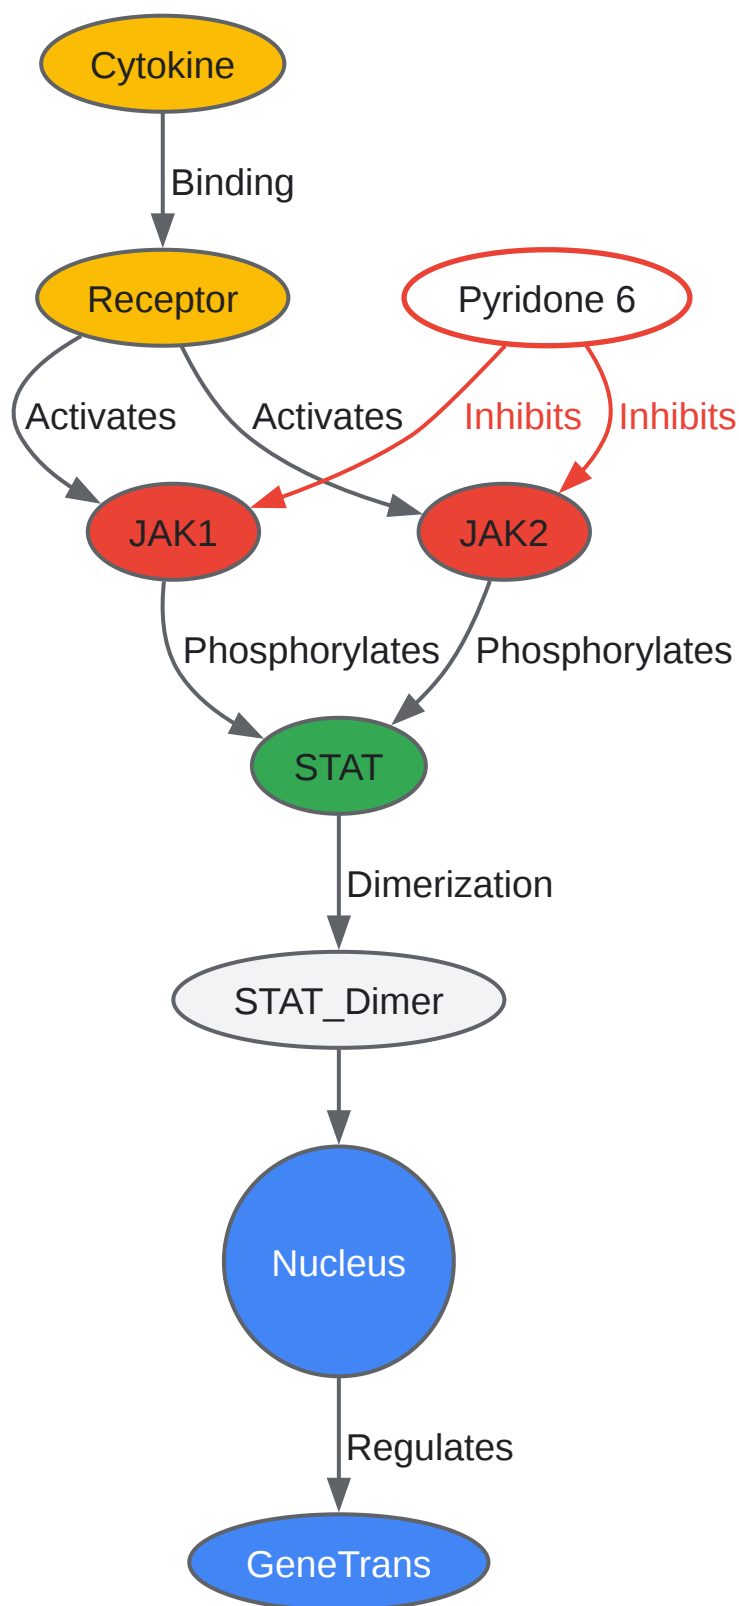 Cytokine
Binding
Receptor
Pyridone 6
Activates
Activates
Inhibits
Inhibits
JAK1
JAK2
Phosphorylates
Phosphorylates
STAT
Dimerization
STAT_Dimer
Nucleus
Regulates
GeneTrans